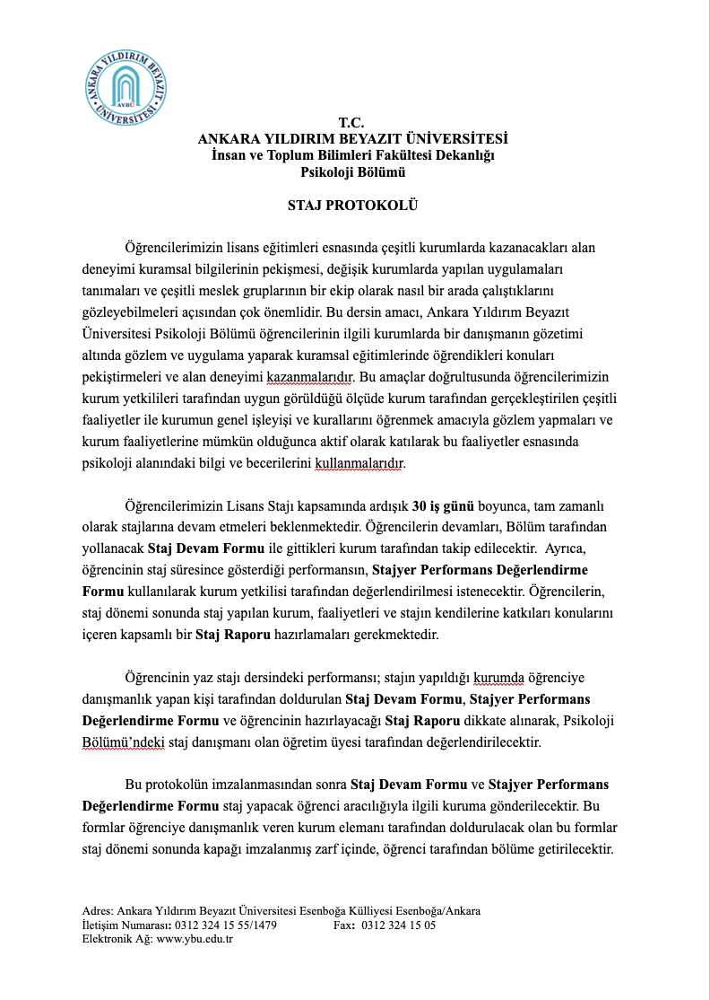 ANKARA YILDIRIM BEYAZIT
AYBÜ
ÜNİVERSİTESİ
T.C.
ANKARA YILDIRIM BEYAZIT ÜNİVERSİTESİ
İnsan ve Toplum Bilimleri Fakültesi Dekanlığı
Psikoloji Bölümü
STAJ PROTOKOLÜ
Öğrencilerimizin lisans eğitimleri esnasında çeşitli kurumlarda kazanacakları alan
deneyimi kuramsal bilgilerinin pekişmesi, değişik kurumlarda yapılan uygulamaları
tanımaları ve çeşitli meslek gruplarının bir ekip olarak nasıl bir arada çalıştıklarını
gözleyebilmeleri açısından çok önemlidir. Bu dersin amacı, Ankara Yıldırım Beyazıt
Üniversitesi Psikoloji Bölümü öğrencilerinin ilgili kurumlarda bir danışmanın gözetimi
altında gözlem ve uygulama yaparak kuramsal eğitimlerinde öğrendikleri konuları
pekiştirmeleri ve alan deneyimi kazanmalarıdır. Bu amaçlar doğrultusunda öğrencilerimizin
kurum yetkilileri tarafından uygun görüldüğü ölçüde kurum tarafından gerçekleştirilen çeşitli
faaliyetler ile kurumun genel işleyişi ve kurallarını öğrenmek amacıyla gözlem yapmaları ve
kurum faaliyetlerine mümkün olduğunca aktif olarak katılarak bu faaliyetler esnasında
psikoloji alanındaki bilgi ve becerilerini kullanmalarıdır.
Öğrencilerimizin Lisans Stajı kapsamında ardışık 30 iş günü boyunca, tam zamanlı
olarak stajlarına devam etmeleri beklenmektedir. Öğrencilerin devamları, Bölüm tarafından
yollanacak Staj Devam Formu ile gittikleri kurum tarafından takip edilecektir. Ayrıca,
öğrencinin staj süresince gösterdiği performansın, Stajyer Performans Değerlendirme
Formu kullanılarak kurum yetkilisi tarafından değerlendirilmesi istenecektir. Öğrencilerin,
staj dönemi sonunda staj yapılan kurum, faaliyetleri ve stajın kendilerine katkıları konularını
içeren kapsamlı bir Staj Raporu hazırlamaları gerekmektedir.
Öğrencinin yaz stajı dersindeki performansı; stajın yapıldığı kurumda öğrenciye
danışmanlık yapan kişi tarafından doldurulan Staj Devam Formu, Stajyer Performans
Değerlendirme Formu ve öğrencinin hazırlayacağı Staj Raporu dikkate alınarak, Psikoloji
Bölümü’ndeki staj danışmanı olan öğretim üyesi tarafından değerlendirilecektir.
Bu protokolün imzalanmasından sonra Staj Devam Formu ve Stajyer Performans
Değerlendirme Formu staj yapacak öğrenci aracılığıyla ilgili kuruma gönderilecektir. Bu
formlar öğrenciye danışmanlık veren kurum elemanı tarafından doldurulacak olan bu formlar
staj dönemi sonunda kapağı imzalanmış zarf içinde, öğrenci tarafından bölüme getirilecektir.
Adres: Ankara Yıldırım Beyazıt Üniversitesi Esenboğa Külliyesi Esenboğa/Ankara
İletişim Numarası: 0312 324 15 55/1479 Fax: 0312 324 15 05
Elektronik Ağ: www.ybu.edu.tr